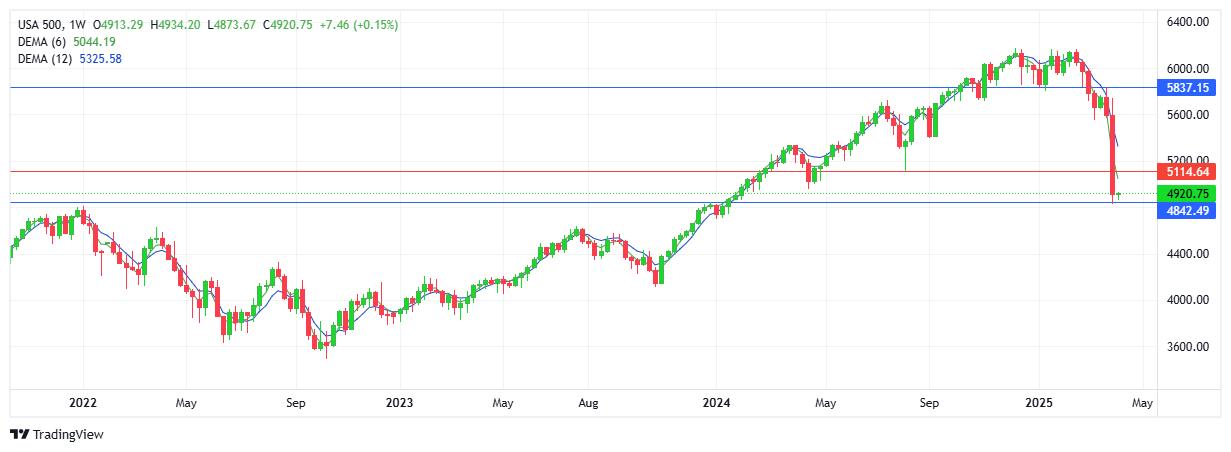 USA 500, 1W O4913.29 H4934.20 L4873.67 C4920.75 +7.46 (+0.15%)
DEMA (6) 5044.19
DEMA (12) 5325.58
6400.00
6000.00
5837.15
5600.00
5200.00
5114.64
4920.75
4842.49
4400.00
4000.00
3600.00
2022 May Sep 2023 May Aug 2024 May Sep 2025 May
TradingView